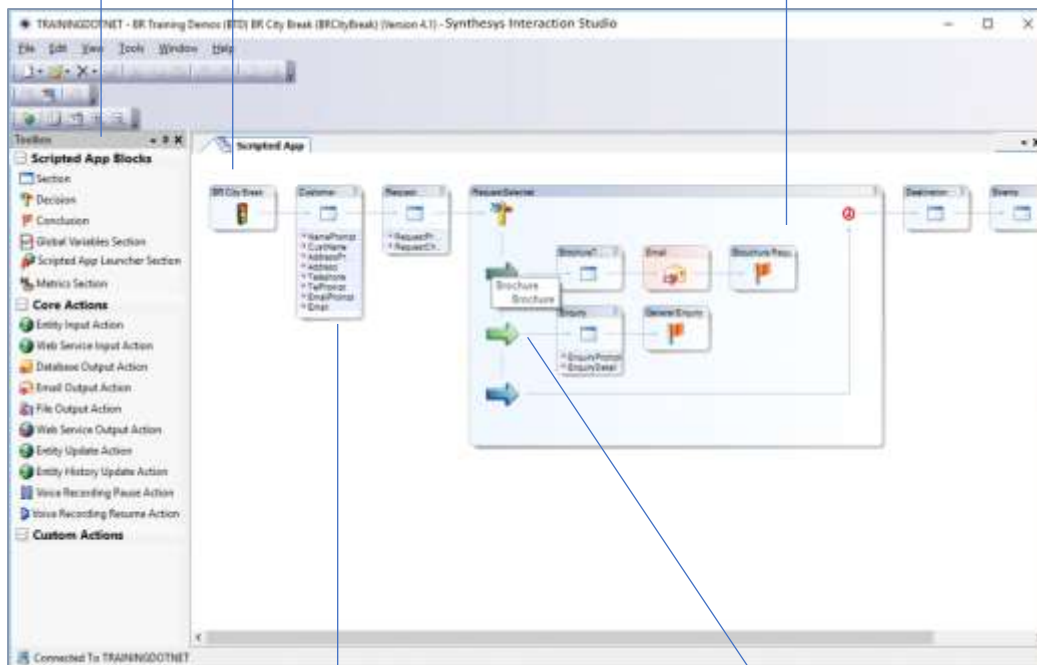 TRAININGDOTNET - BR Training Demos (BTD) BR City Break (BRCityBreak) (Version 4.1) - Synthesys Interaction Studio
File Edit View Tools Window Help
Toolbox
Scripted App Blocks
Section
Decision
Conclusion
Global Variables Section
Scripted App Launcher Section
Metrics Section
Core Actions
Entity Input Action
Web Service Input Action
Database Output Action
Email Output Action
File Output Action
Web Service Output Action
Entity Update Action
Entity History Update Action
Voice Recording Pause Action
Voice Recording Resume Action
Custom Actions
Scripted App
BR City Break
Customer
* NamePrompt
* CustName
* AddressPr
* Address
* Telephone
* TelPrompt
* EmailPrompt
* Email
Request
* RequestPr...
* RequestCh...
RequestSelected
Brochure?
Email
Brochure Requ...
Brochure
Brochure
Enquiry
* EnquiryPrompt
* EnquiryDetail
General Enquiry
Destination
Connected To TRAININGDOTNET